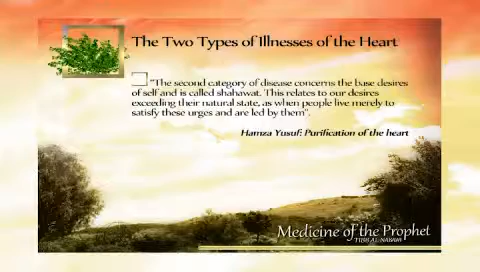 The Two Types of Illnesses of the Heart
"The second category of disease concerns the base desires
of self and is called shahawat. This relates to our desires
exceeding their natural state, as when people live merely to
satisfy these urges and are led by them".
Hamza Yusuf: Purification of the heart
Medicine of the Prophet
TIBB AL-NABAWI